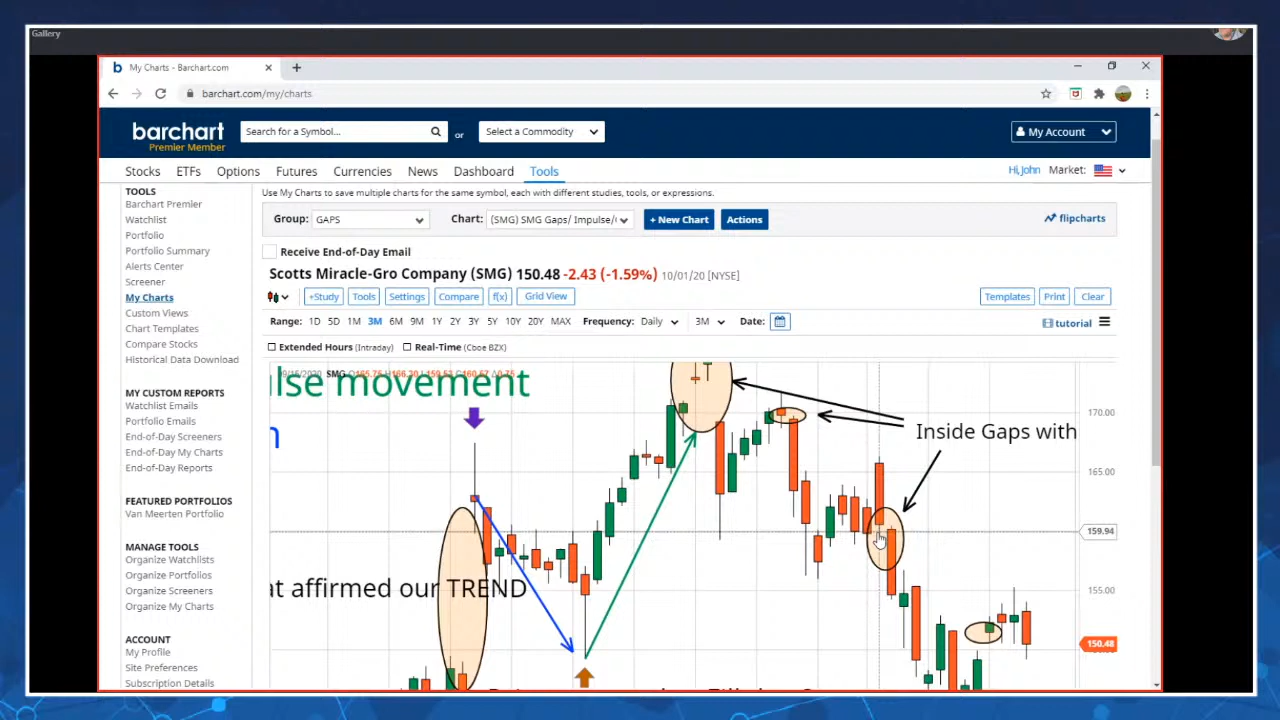 Gallery
My Charts - Barchart.com
barchart.com/my/charts
barchart
Premier Member
Search for a Symbol...
or
Select a Commodity
My Account
Stocks ETFs Options Futures Currencies News Dashboard Tools
Hi, John Market:
TOOLS
Barchart Premier
Watchlist
Portfolio
Portfolio Summary
Alerts Center
Screener
My Charts
Custom Views
Chart Templates
Compare Stocks
Historical Data Download
MY CUSTOM REPORTS
Watchlist Emails
Portfolio Emails
End-of-Day Screeners
End-of-Day My Charts
End-of-Day Reports
FEATURED PORTFOLIOS
Van Meerten Portfolio
MANAGE TOOLS
Organize Watchlists
Organize Portfolios
Organize Screeners
Organize My Charts
ACCOUNT
My Profile
Site Preferences
Subscription Details
Use My Charts to save multiple charts for the same symbol, each with different studies, tools, or expressions.
Group: GAPS Chart: (SMG) SMG Gaps/ Impulse/ + New Chart Actions flipcharts
Receive End-of-Day Email
Scotts Miracle-Gro Company (SMG) 150.48 -2.43 (-1.59%) 10/01/20 [NYSE]
+Study Tools Settings Compare f(x) Grid View Templates Print Clear
Range: 1D 5D 1M 3M 6M 9M 1Y 2Y 3Y 5Y 10Y 20Y MAX Frequency: Daily 3M Date: tutorial
Extended Hours (Intraday) Real-Time (Cboe BZX)
SMG
lse movement
n
Inside Gaps with
at affirmed our TREND
170.00
165.00
159.94
155.00
150.48